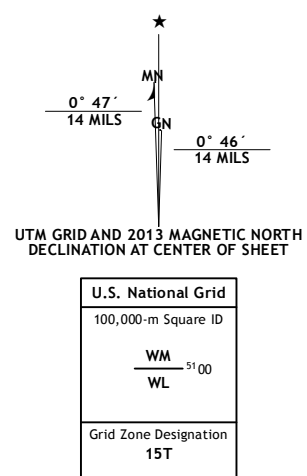 ★
MN
0° 47´
14 MILS
GN
0° 46´
14 MILS
UTM GRID AND 2013 MAGNETIC NORTH
DECLINATION AT CENTER OF SHEET
U.S. National Grid
100,000-m Square ID
WM
5100
WL
Grid Zone Designation
15T